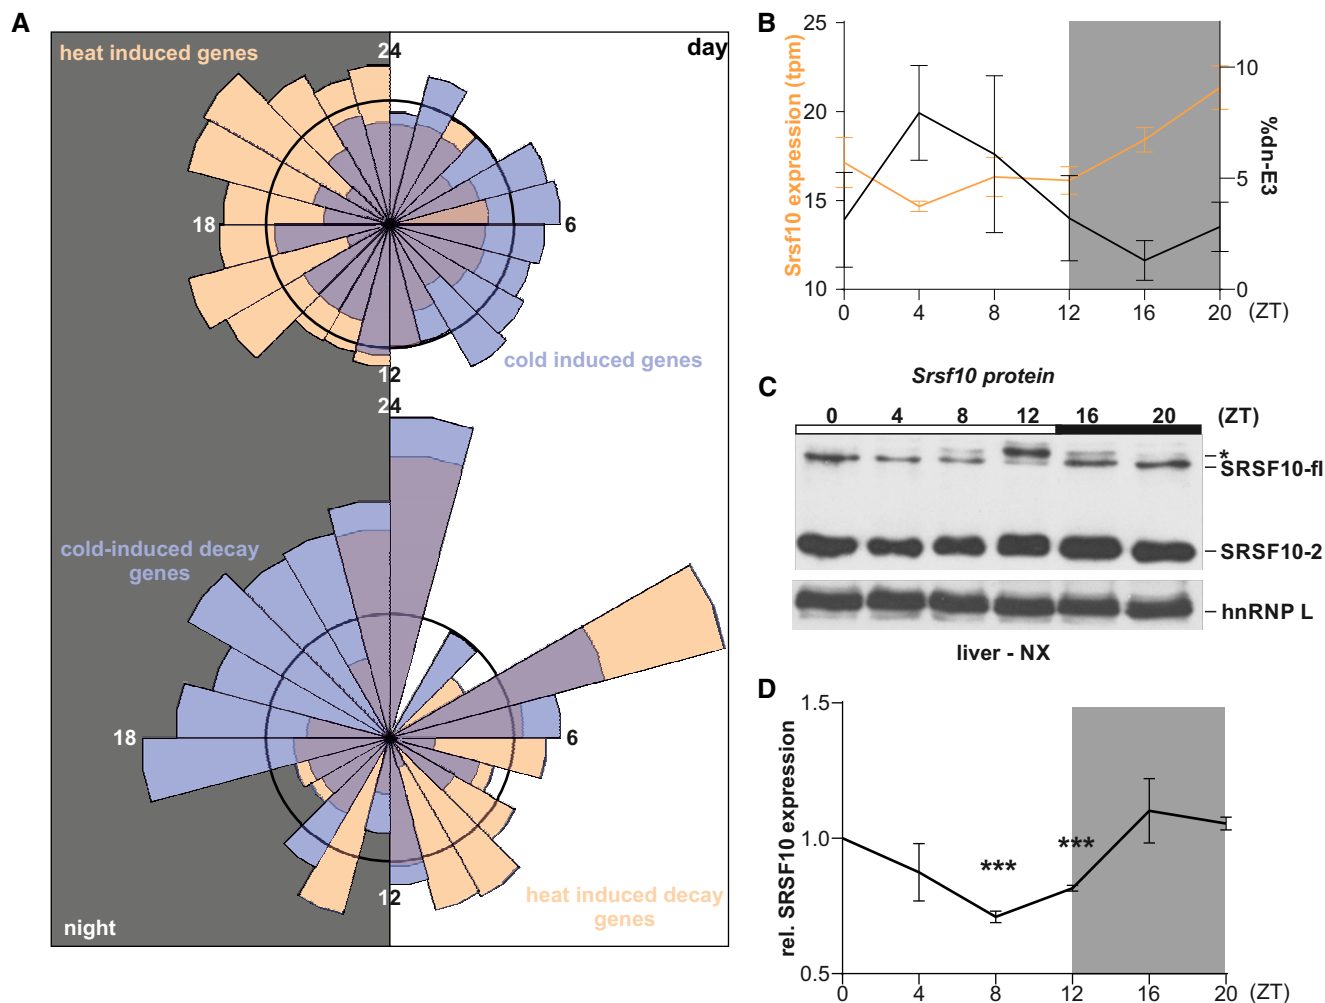 A
heat induced genes
24
day
18
6
cold induced genes
12
24
cold-induced decay
genes
18
6
12
heat induced decay
genes
night
B
Srsf10 expression (tpm)
25
20
15
10
10
5
0
%dn-E3
0 4 8 12 16 20 (ZT)
C
Srsf10 protein
0 4 8 12 16 20 (ZT)
*
SRSF10-fl
SRSF10-2
hnRNP L
liver - NX
D
rel. SRSF10 expression
1.5
1.0
0.5
***
***
0 4 8 12 16 20 (ZT)